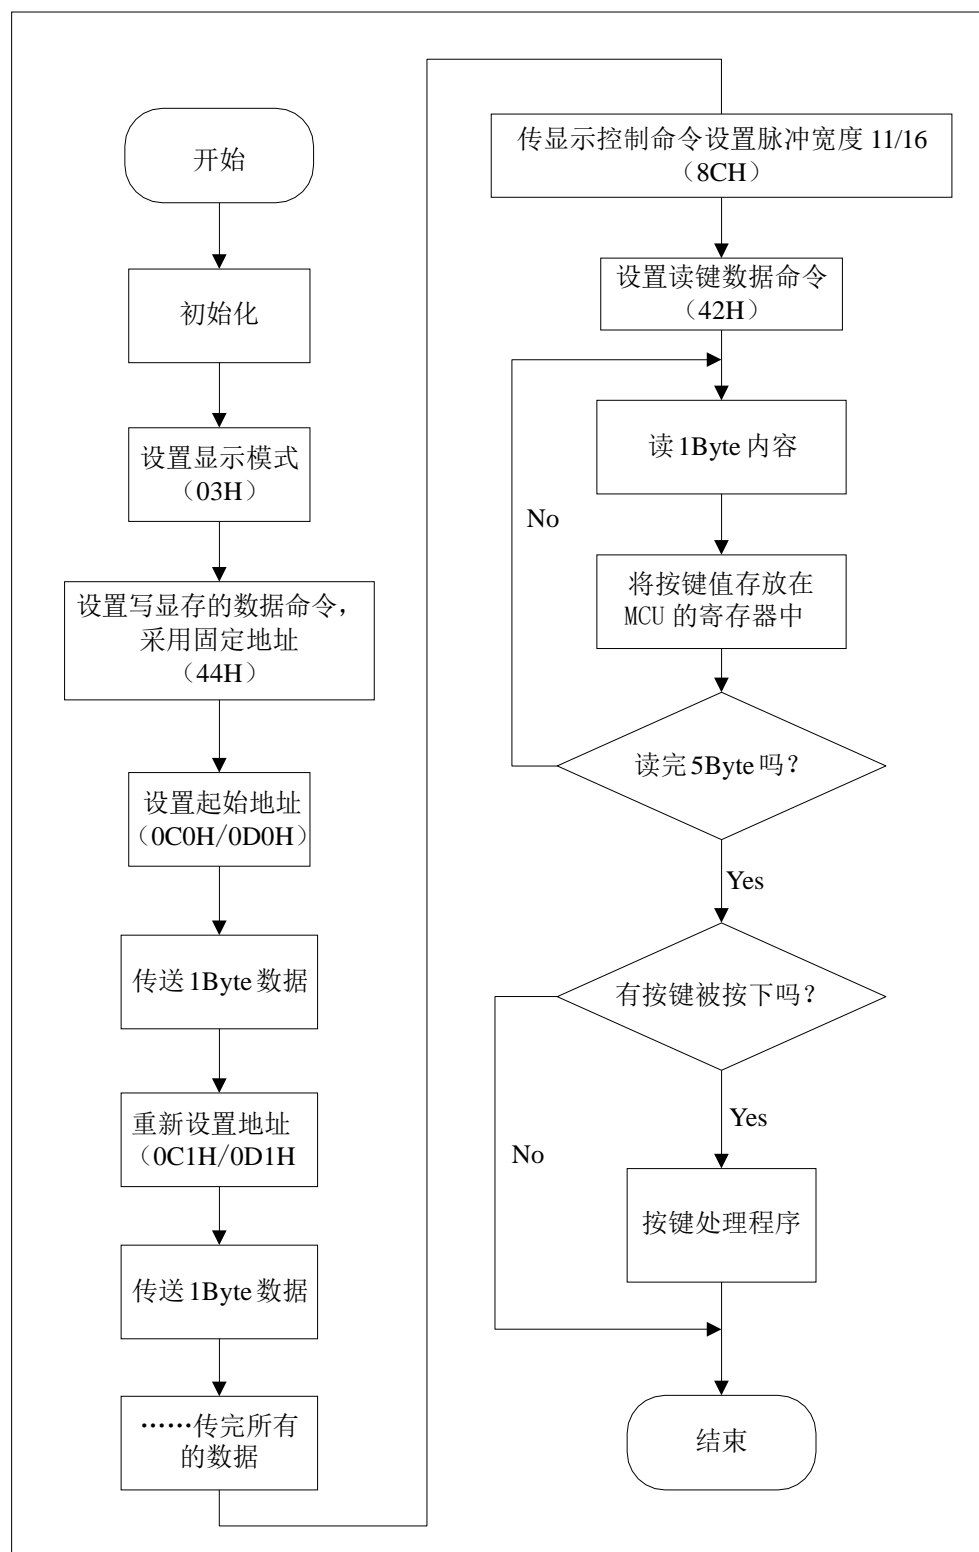 开始
初始化
设置显示模式
（03H）
设置写显存的数据命令，
采用固定地址
（44H）
设置起始地址
（0C0H/0D0H）
传送1Byte数据
重新设置地址
（0C1H/0D1H
传送1Byte数据
……传完所有
的数据
传显示控制命令设置脉冲宽度 11/16
（8CH）
设置读键数据命令
（42H）
读1Byte内容
No
将按键值存放在
MCU的寄存器中
读完5Byte吗？
Yes
有按键被按下吗？
Yes
No
按键处理程序
结束